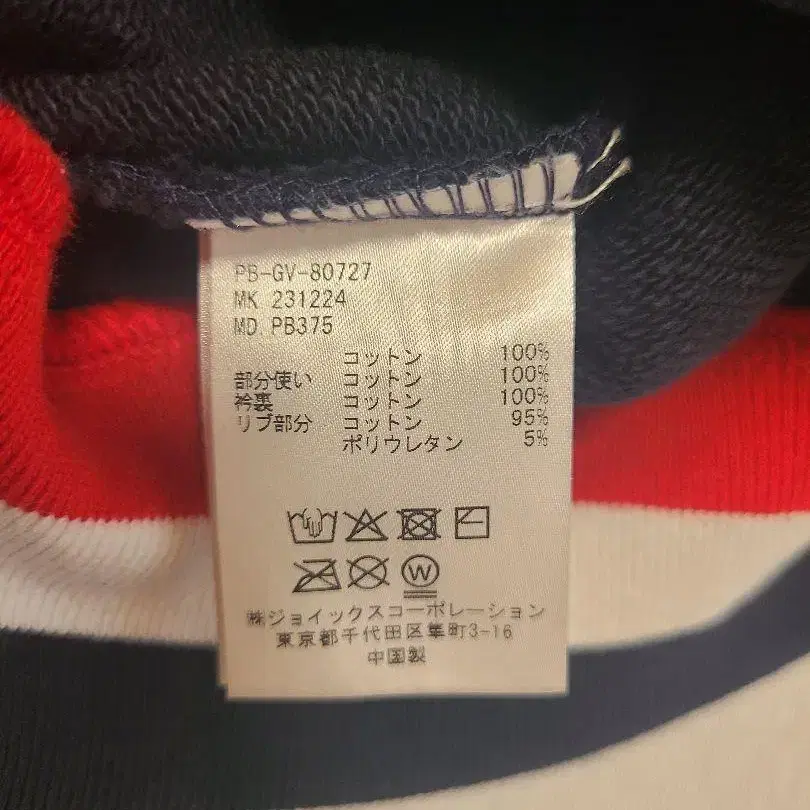 PB-GV-80727
MK 231224
MD PB375
コットン 100%
部分使い コットン 100%
衿裏 コットン 100%
リブ部分 コットン 95%
ポリウレタン 5%
W
㈱ジョイックスコーポレーション
東京都千代田区隼町3-16
中国製